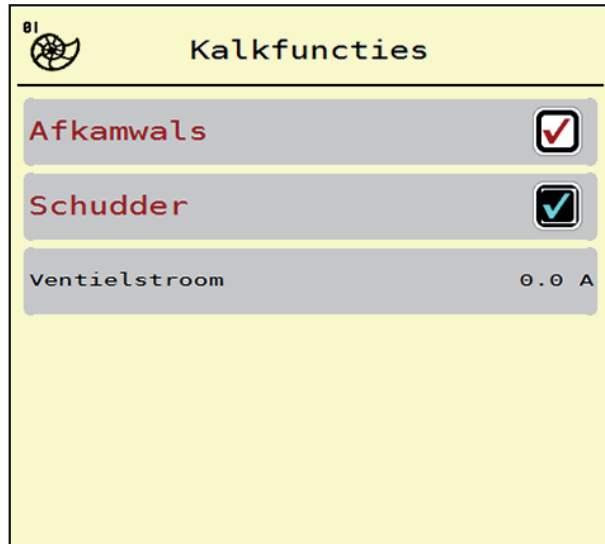 01
Kalkfuncties
Afkamwals
Schudder
Ventielstroom 0.0 A